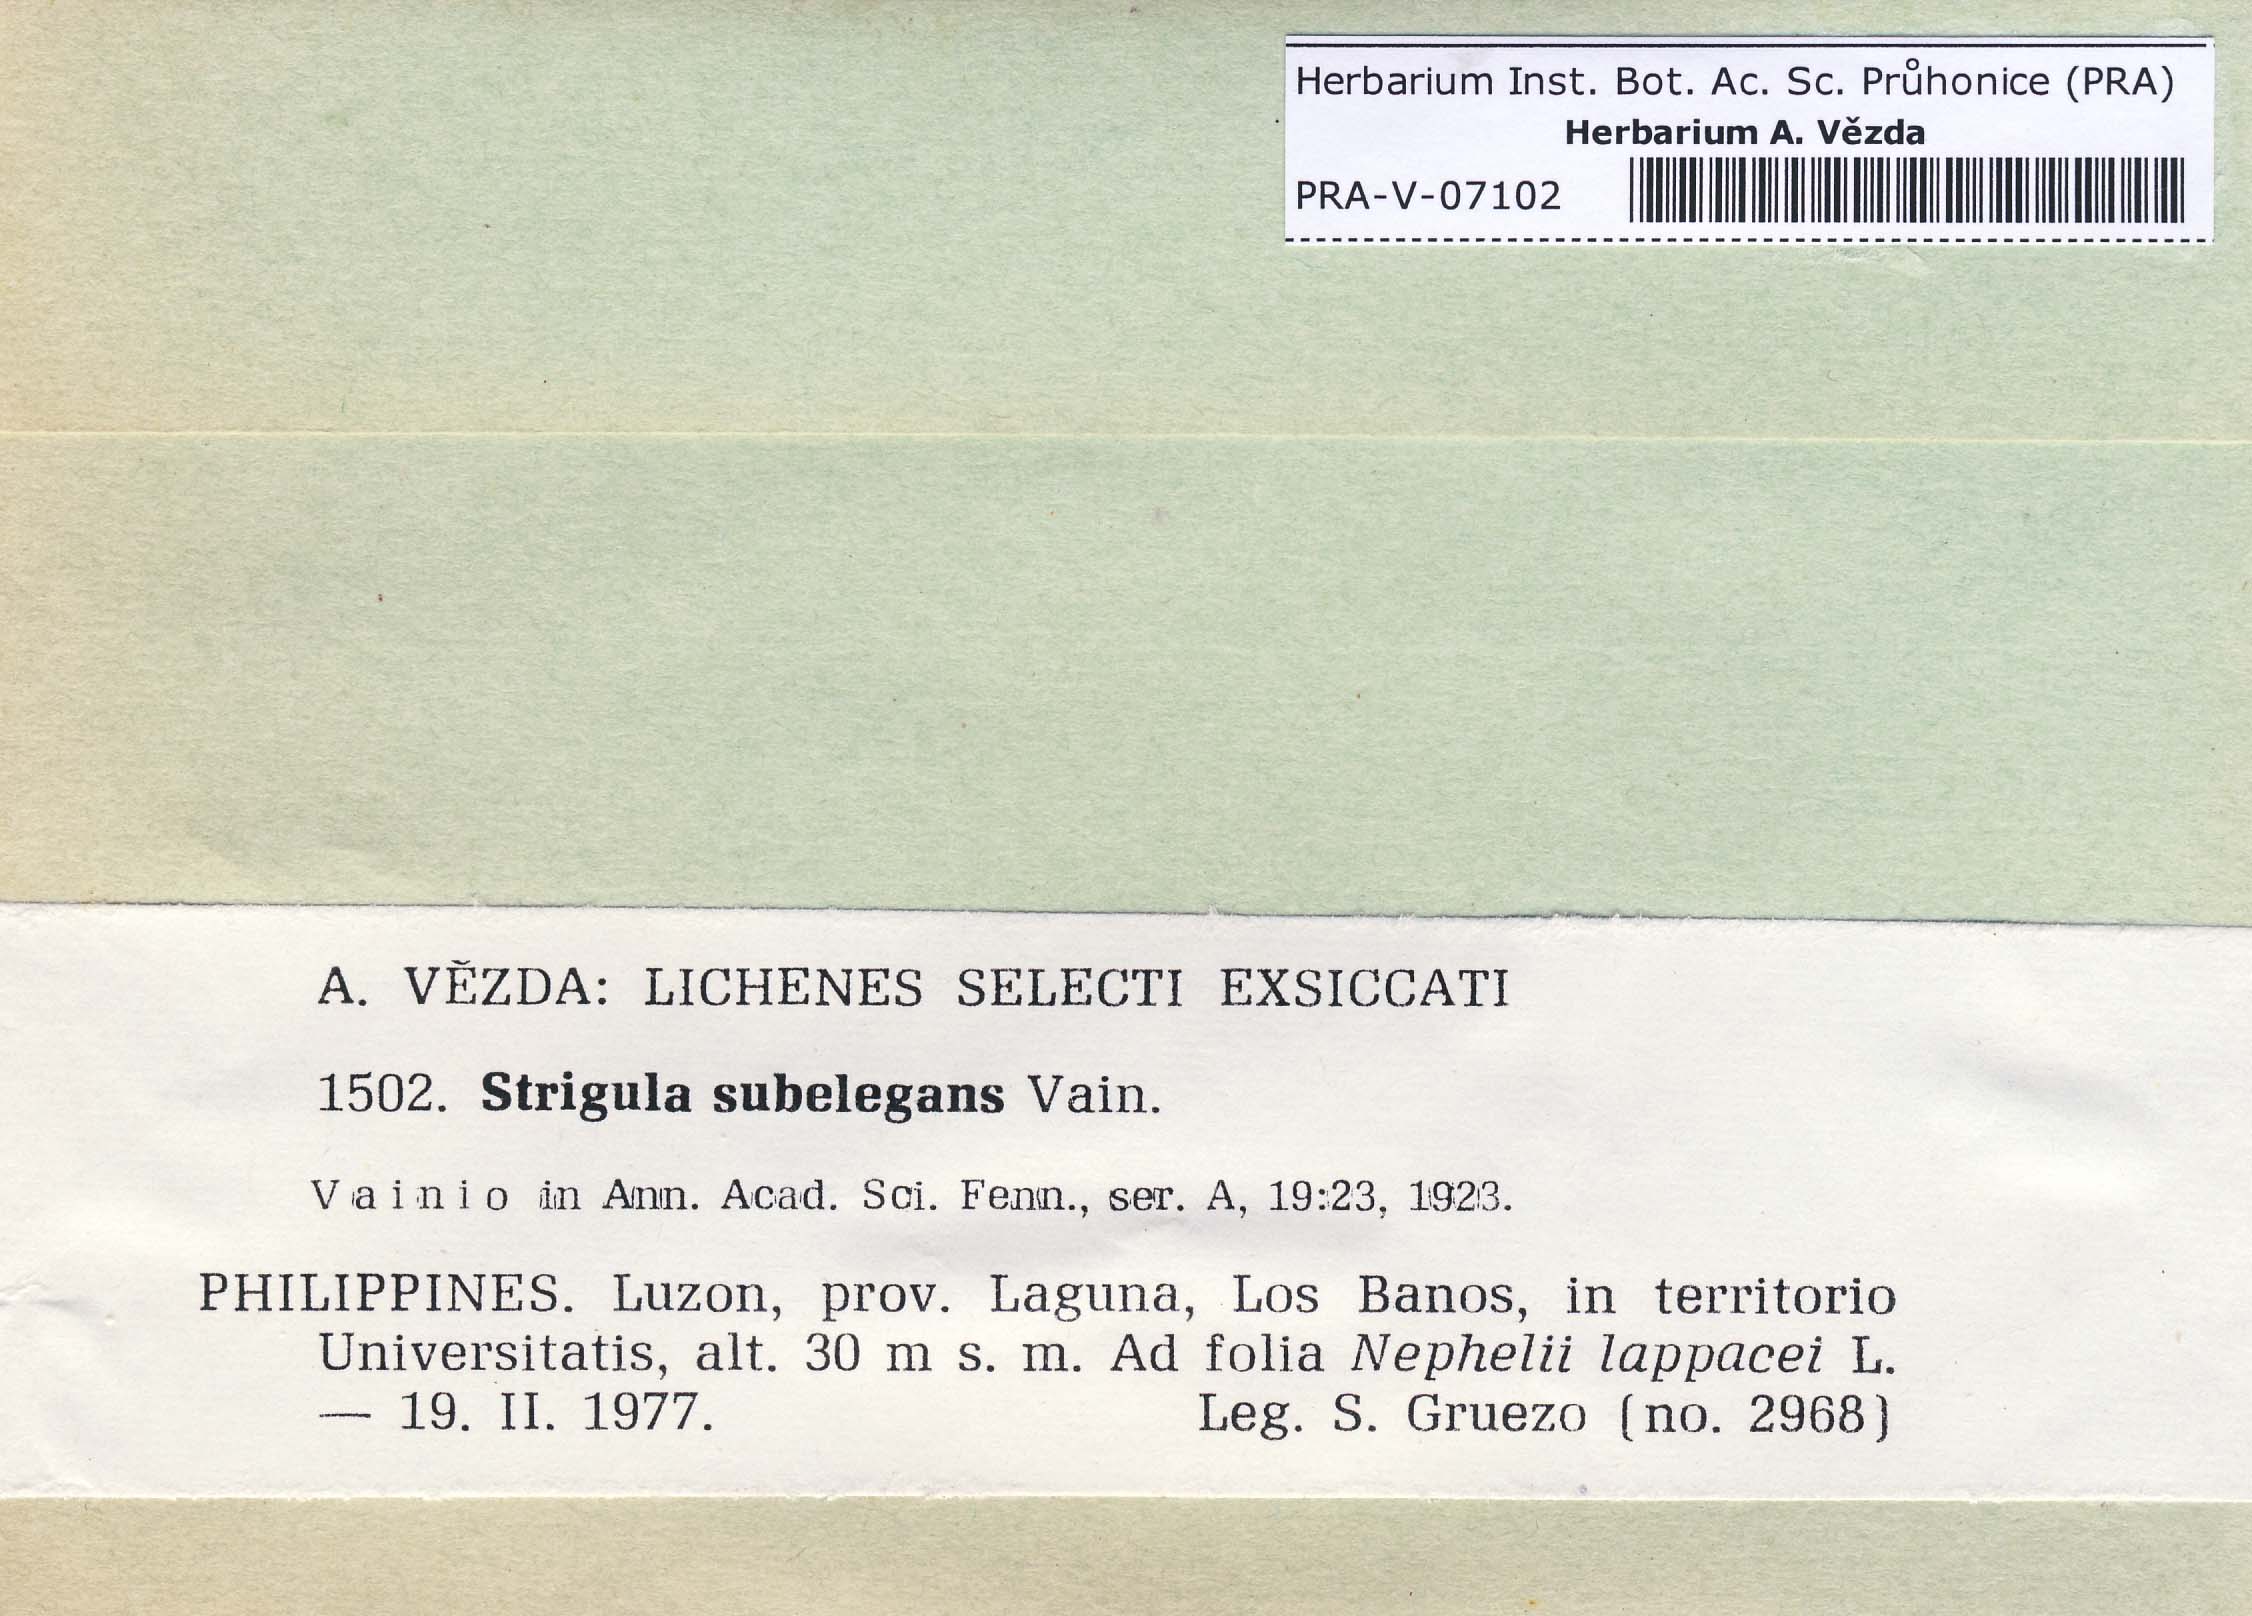 Herbarium Inst. Bot. Ac. Sc. Průhonice (PRA)
Herbarium A. Vězda
PRA-V-07102
A. VĚZDA: LICHENES SELECTI EXSICCATI
1502. Strigula subelegans Vain.
Vainio in Ann. Acad. Sci. Fenn., ser. A, 19:23, 1923.
PHILIPPINES. Luzon, prov. Laguna, Los Banos, in territorio
Universitatis, alt. 30 m s. m. Ad folia Nephelii lappacei L.
— 19. II. 1977. Leg. S. Gruezo (no. 2968)